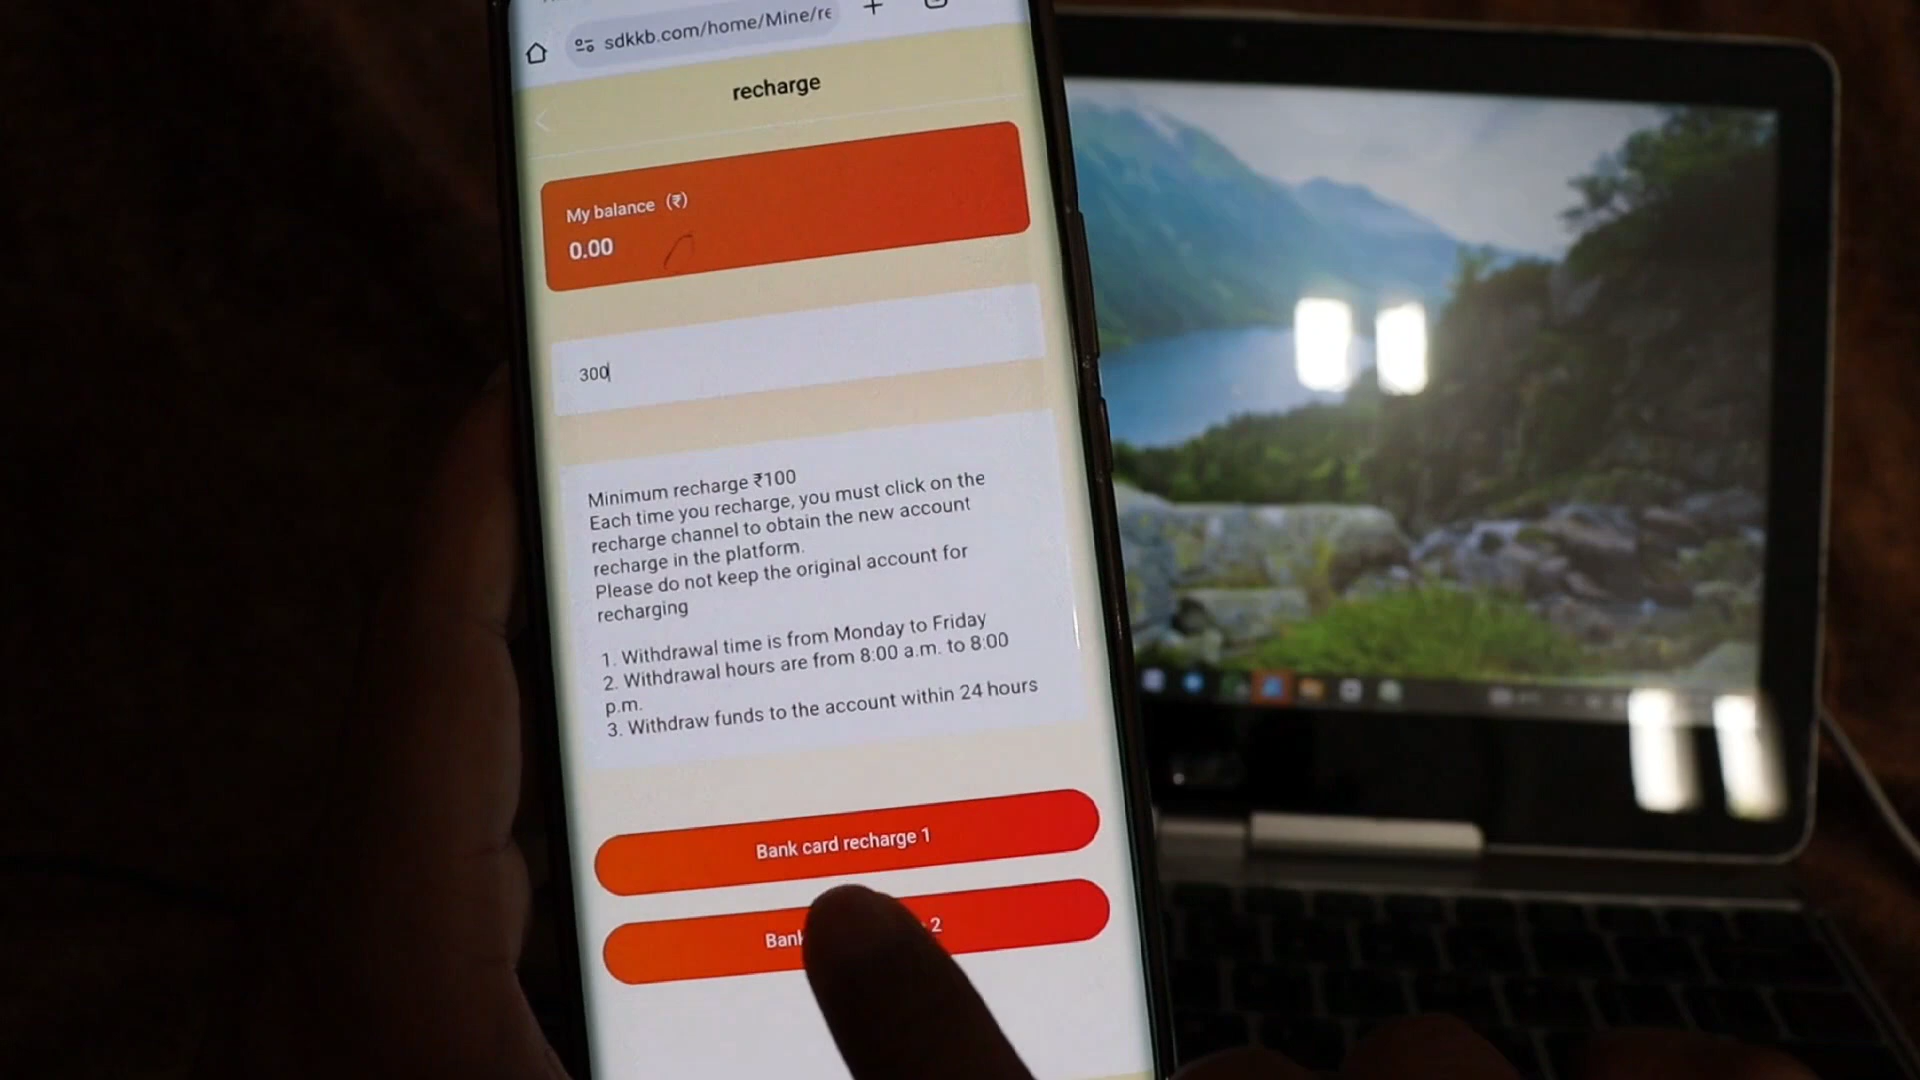 sdkkb.com/home/Mine/re
recharge
My balance (₹)
0.00
300
Minimum recharge ₹100
Each time you recharge, you must click on the
recharge channel to obtain the new account
recharge in the platform.
Please do not keep the original account for
recharging
1. Withdrawal time is from Monday to Friday
2. Withdrawal hours are from 8:00 a.m. to 8:00
p.m.
3. Withdraw funds to the account within 24 hours
Bank card recharge 1
2